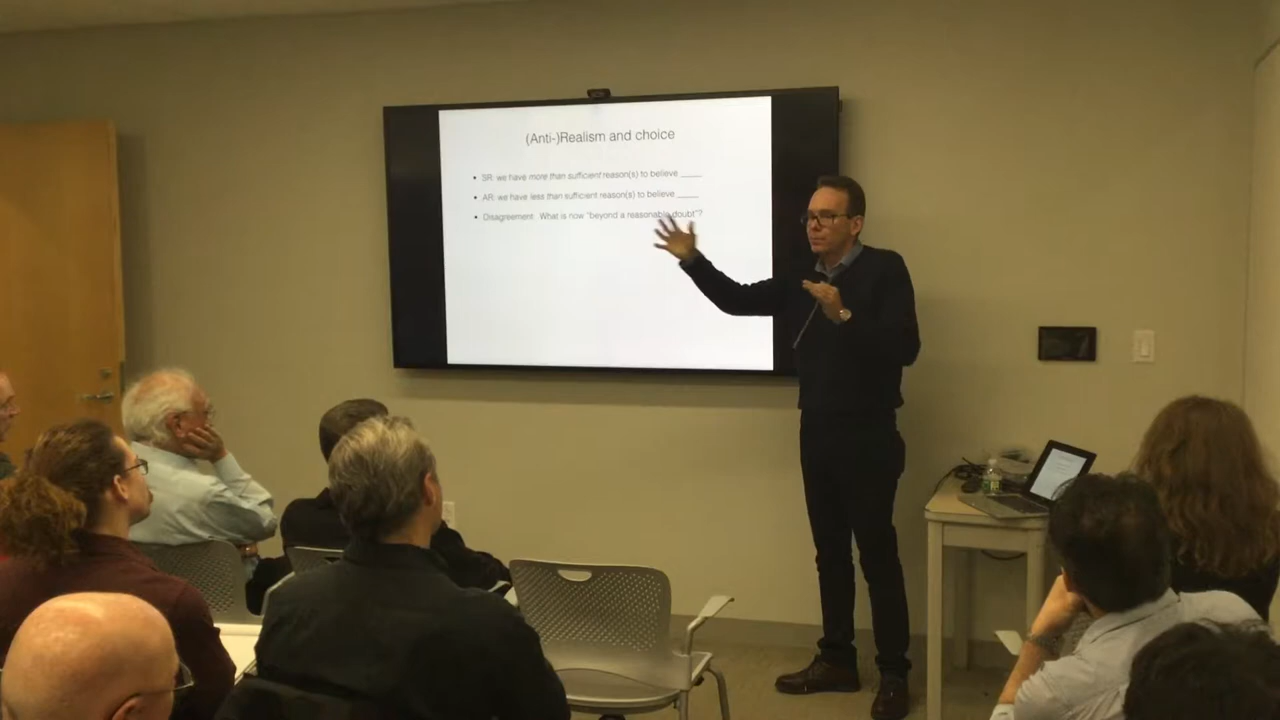 (Anti-)Realism and choice
• SR: we have more than sufficient reason(s) to believe _____
• AR: we have less than sufficient reason(s) to believe _____
• Disagreement: What is now "beyond a reasonable doubt"?